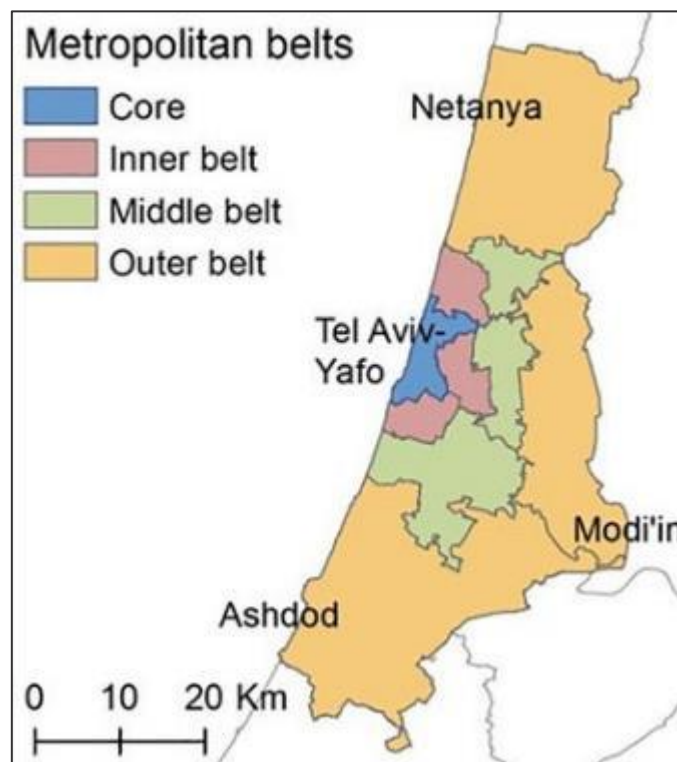 Metropolitan belts
Core
Inner belt
Middle belt
Outer belt
Netanya
Tel Aviv-
Yafo
Modi'in
Ashdod
0 10 20 Km